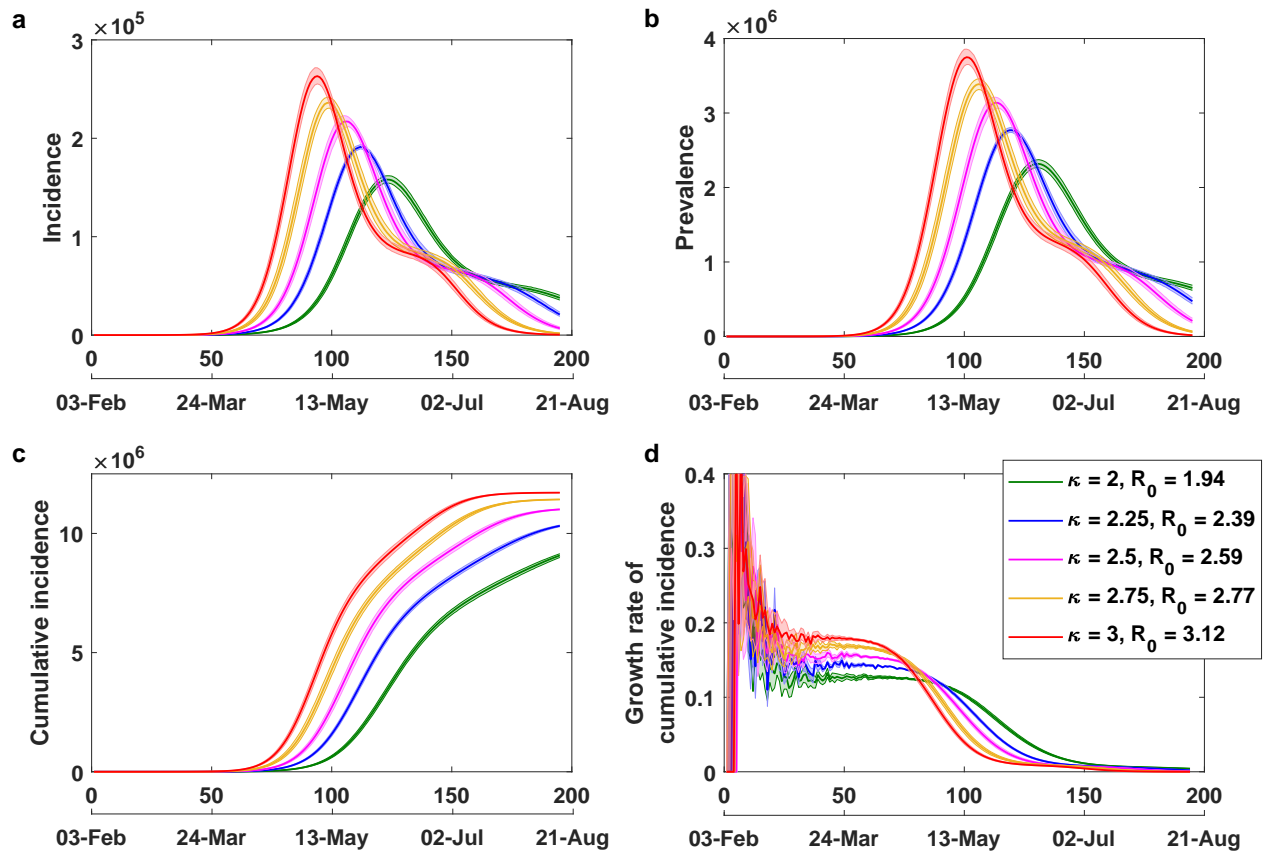 a
×10^5
3
2
1
0
Incidence
0 50 100 150 200
03-Feb 24-Mar 13-May 02-Jul 21-Aug
b
×10^6
4
3
2
1
0
Prevalence
0 50 100 150 200
03-Feb 24-Mar 13-May 02-Jul 21-Aug
c
×10^6
10
5
0
Cumulative incidence
0 50 100 150 200
03-Feb 24-Mar 13-May 02-Jul 21-Aug
d
0.4
0.3
0.2
0.1
0
Growth rate of
cumulative incidence
0 50 100 150 200
03-Feb 24-Mar 13-May 02-Jul 21-Aug
κ = 2, R_0 = 1.94
κ = 2.25, R_0 = 2.39
κ = 2.5, R_0 = 2.59
κ = 2.75, R_0 = 2.77
κ = 3, R_0 = 3.12